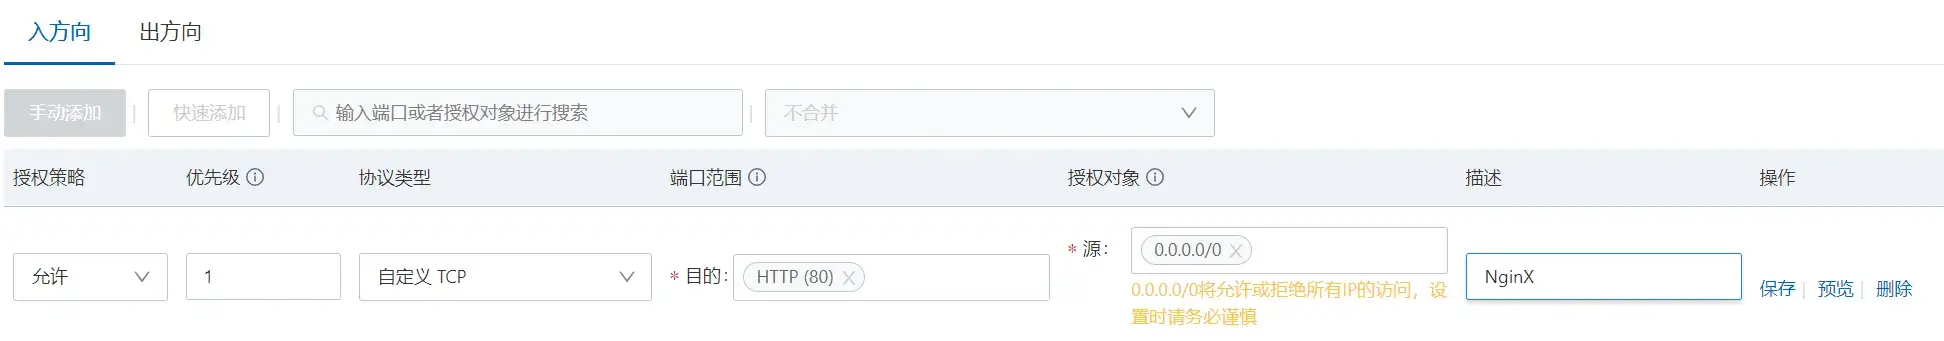 入方向 出方向
手动添加 快速添加 输入端口或者授权对象进行搜索 不合并
授权策略 优先级 协议类型 端口范围 授权对象 描述 操作
允许 1 自定义 TCP * 目的: HTTP (80) * 源: 0.0.0.0/0 NginX 保存 预览 删除
0.0.0.0/0将允许或拒绝所有IP的访问，设
置时请务必谨慎